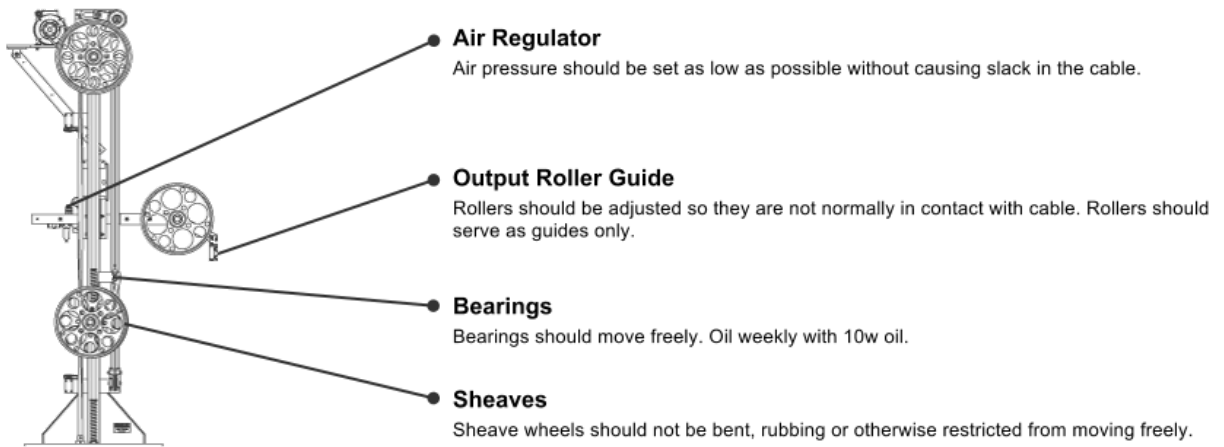 Air Regulator
Air pressure should be set as low as possible without causing slack in the cable.
Output Roller Guide
Rollers should be adjusted so they are not normally in contact with cable. Rollers should
serve as guides only.
Bearings
Bearings should move freely. Oil weekly with 10w oil.
Sheaves
Sheave wheels should not be bent, rubbing or otherwise restricted from moving freely.